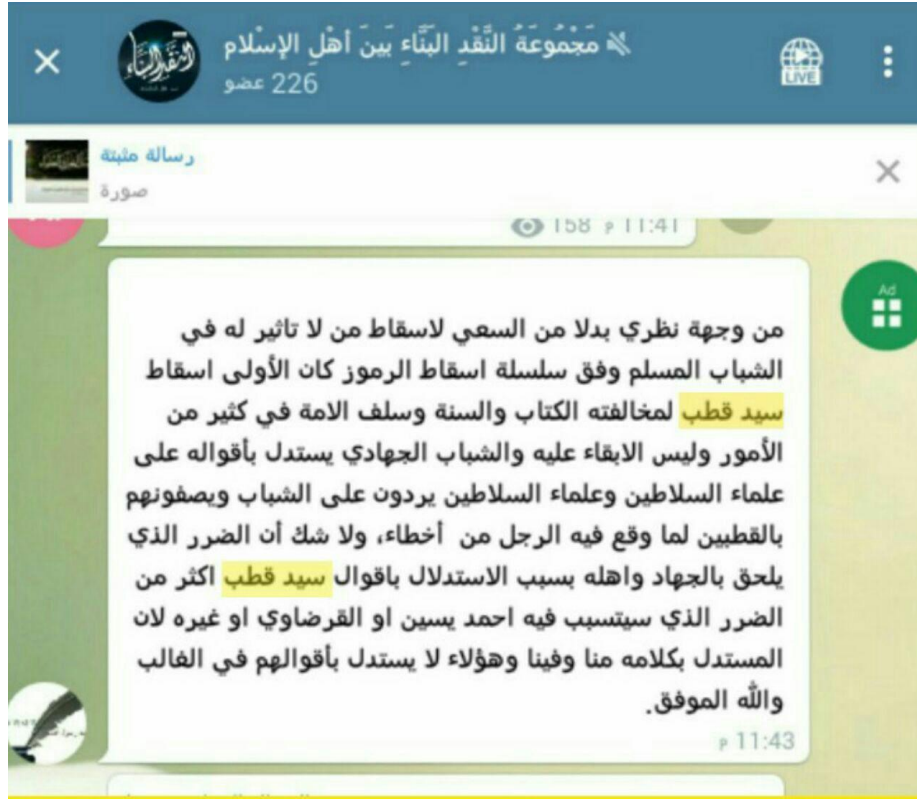 مَجْمُوعَةُ النَّقْدِ البَنَّاءِ بَينَ أهْلِ الإسْلام
226 عضو
LIVE
رسالة مثبتة
صورة
158 11:41 م
Ad
من وجهة نظري بدلا من السعي لاسقاط من لا تاثير له في
الشباب المسلم وفق سلسلة اسقاط الرموز كان الأولى اسقاط
سيد قطب لمخالفته الكتاب والسنة وسلف الامة في كثير من
الأمور وليس الابقاء عليه والشباب الجهادي يستدل بأقواله على
علماء السلاطين وعلماء السلاطين يردون على الشباب ويصفونهم
بالقطبين لما وقع فيه الرجل من أخطاء، ولا شك أن الضرر الذي
يلحق بالجهاد واهله بسبب الاستدلال باقوال سيد قطب اكثر من
الضرر الذي سيتسبب فيه احمد يسين او القرضاوي او غيره لان
المستدل بكلامه منا وفينا وهؤلاء لا يستدل بأقوالهم في الغالب
والله الموفق.
11:43 م